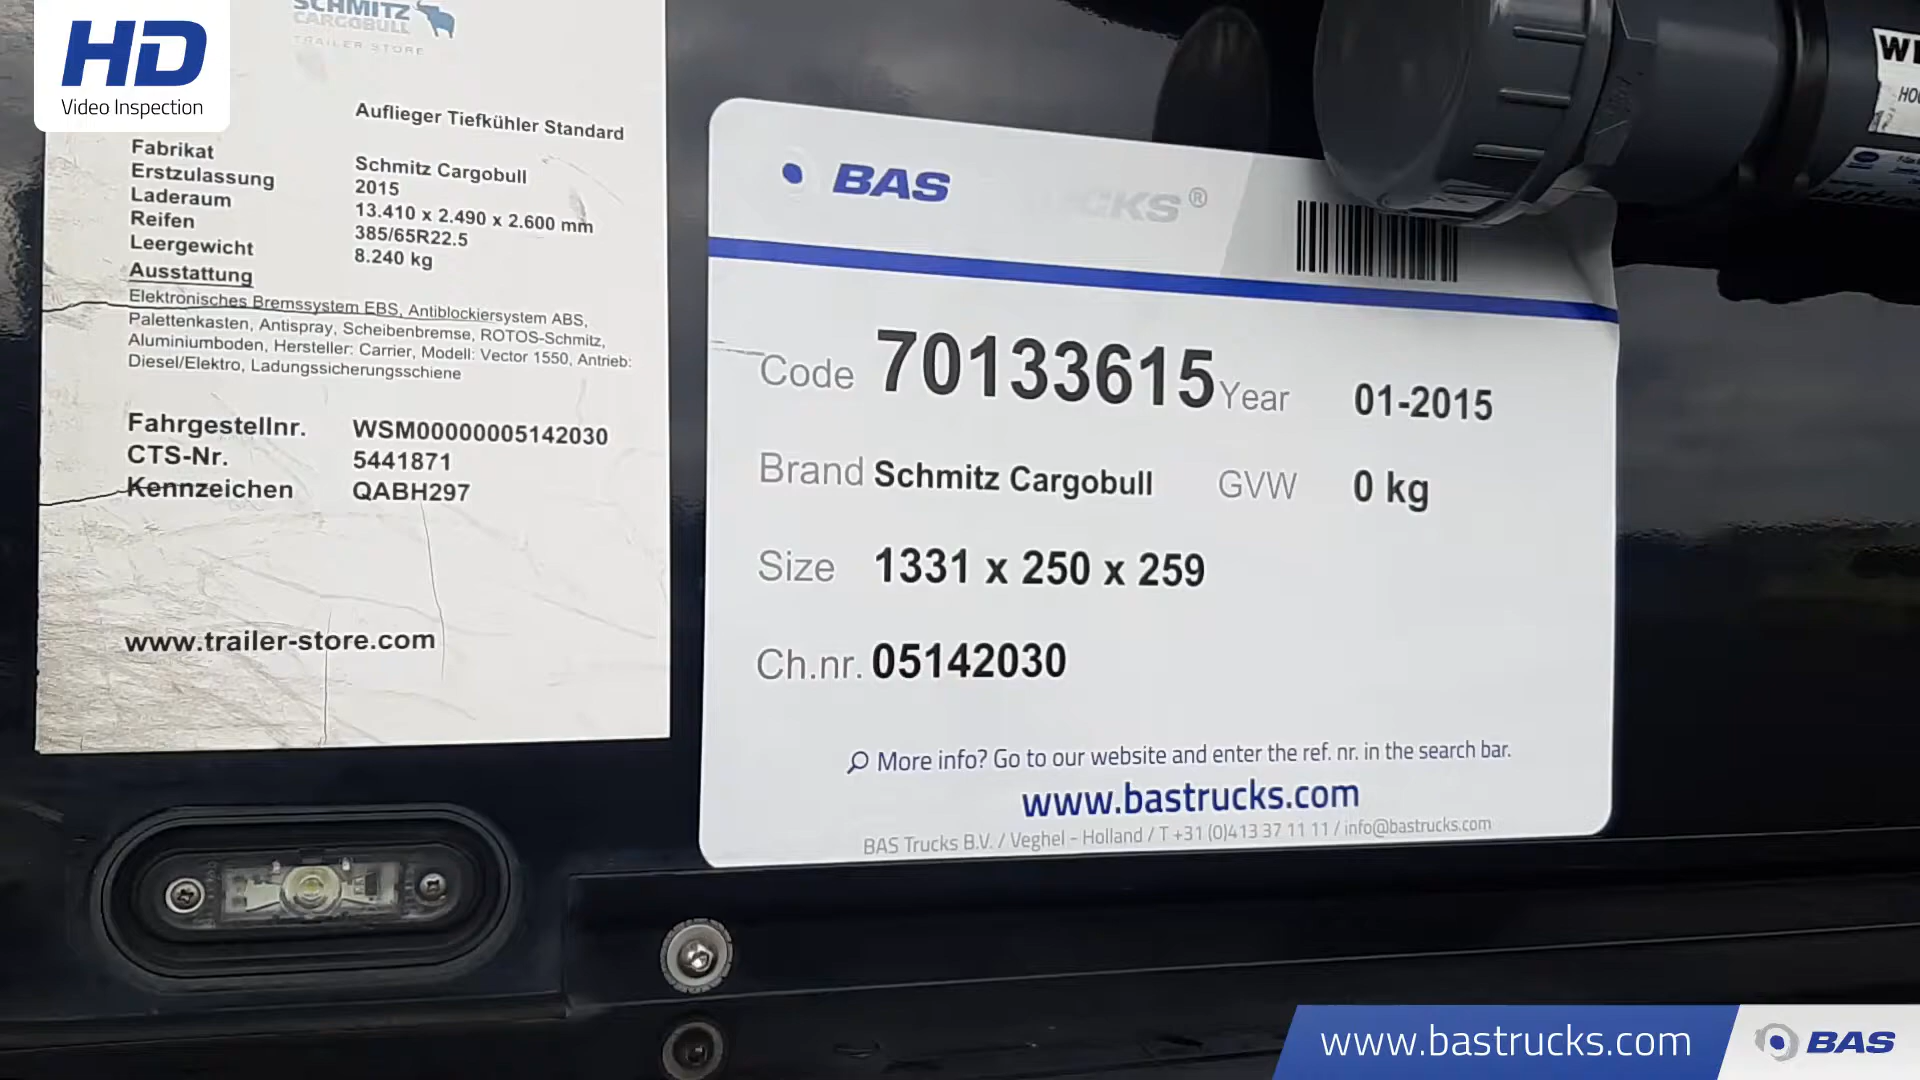 HD
Video Inspection
SCHMITZ
CARGOBULL
TRAILER STORE
Auflieger Tiefkühler Standard
Fabrikat Schmitz Cargobull
Erstzulassung 2015
Laderaum 13.410 x 2.490 x 2.600 mm
Reifen 385/65R22.5
Leergewicht 8.240 kg
Ausstattung
Elektronisches Bremssystem EBS, Antiblockiersystem ABS,
Palettenkasten, Antispray, Scheibenbremse, ROTOS-Schmitz,
Aluminiumboden, Hersteller: Carrier, Modell: Vector 1550, Antrieb:
Diesel/Elektro, Ladungssicherungsschiene
Fahrgestellnr. WSM00000005142030
CTS-Nr. 5441871
Kennzeichen QABH297
www.trailer-store.com
BAS CKS®
Code 70133615 Year 01-2015
Brand Schmitz Cargobull GVW 0 kg
Size 1331 x 250 x 259
Ch.nr. 05142030
More info? Go to our website and enter the ref. nr. in the search bar.
www.bastrucks.com
BAS Trucks B.V. / Veghel - Holland / T +31 (0)413 37 11 11 / info@bastrucks.com
www.bastrucks.com BAS